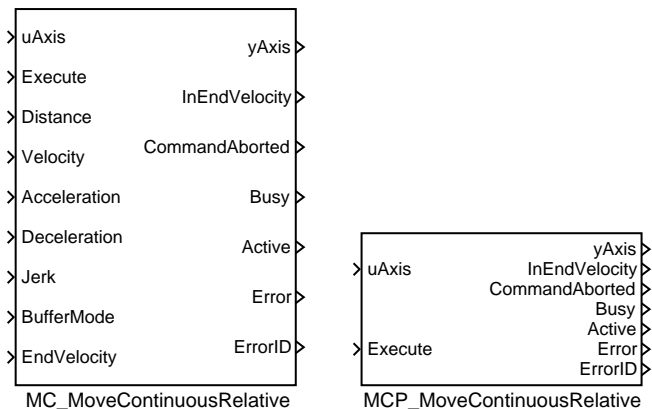 uAxis
Execute
Distance
Velocity
Acceleration
Deceleration
Jerk
BufferMode
EndVelocity
yAxis
InEndVelocity
CommandAborted
Busy
Active
Error
ErrorID
MC_MoveContinuousRelative
uAxis
Execute
yAxis
InEndVelocity
CommandAborted
Busy
Active
Error
ErrorID
MCP_MoveContinuousRelative